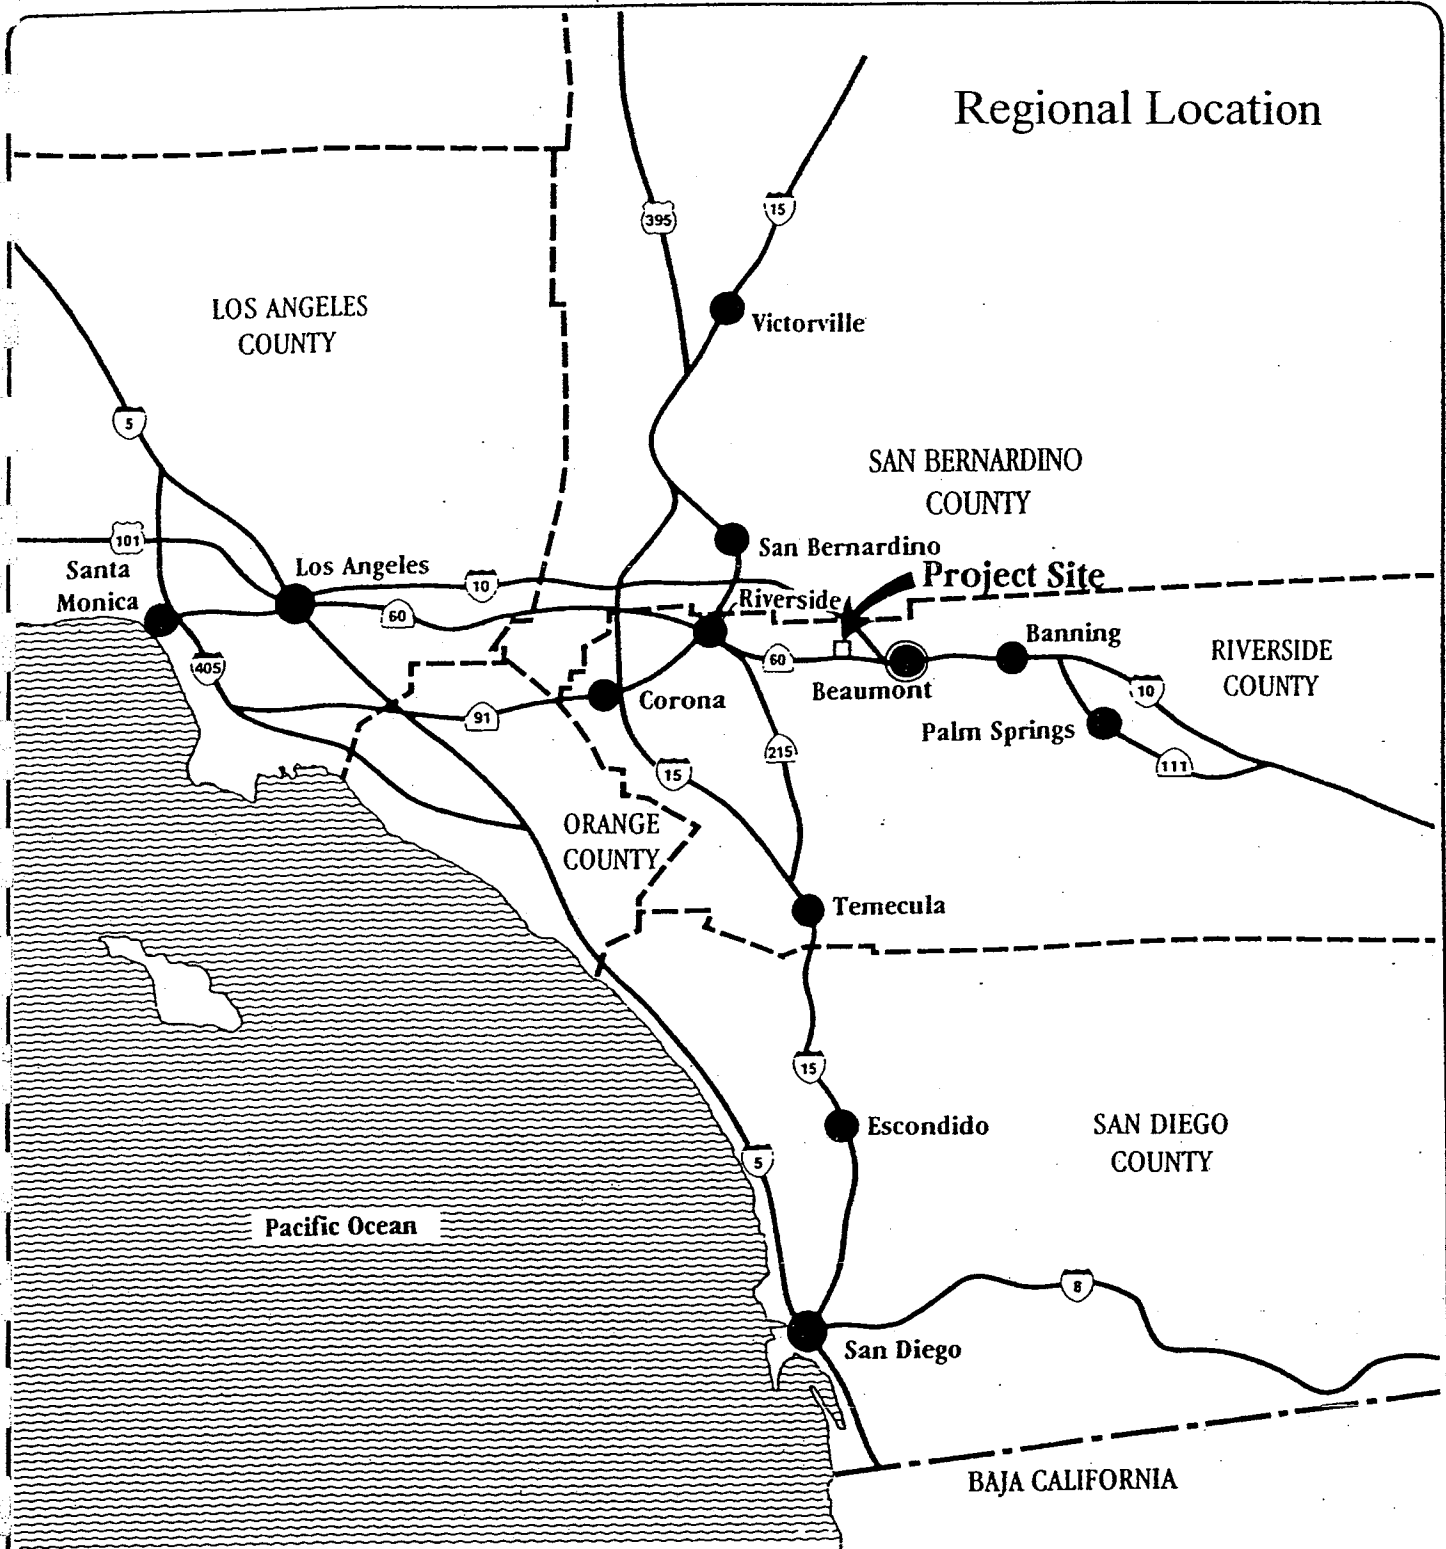 Regional Location
395
15
Victorville
LOS ANGELES
COUNTY
5
SAN BERNARDINO
COUNTY
101
San Bernardino
Los Angeles
10
Santa
Monica
60
Project Site
Riverside
Banning
RIVERSIDE
COUNTY
405
60
Beaumont
10
Corona
91
Palm Springs
215
111
15
ORANGE
COUNTY
Temecula
15
Escondido
SAN DIEGO
COUNTY
5
Pacific Ocean
8
San Diego
BAJA CALIFORNIA